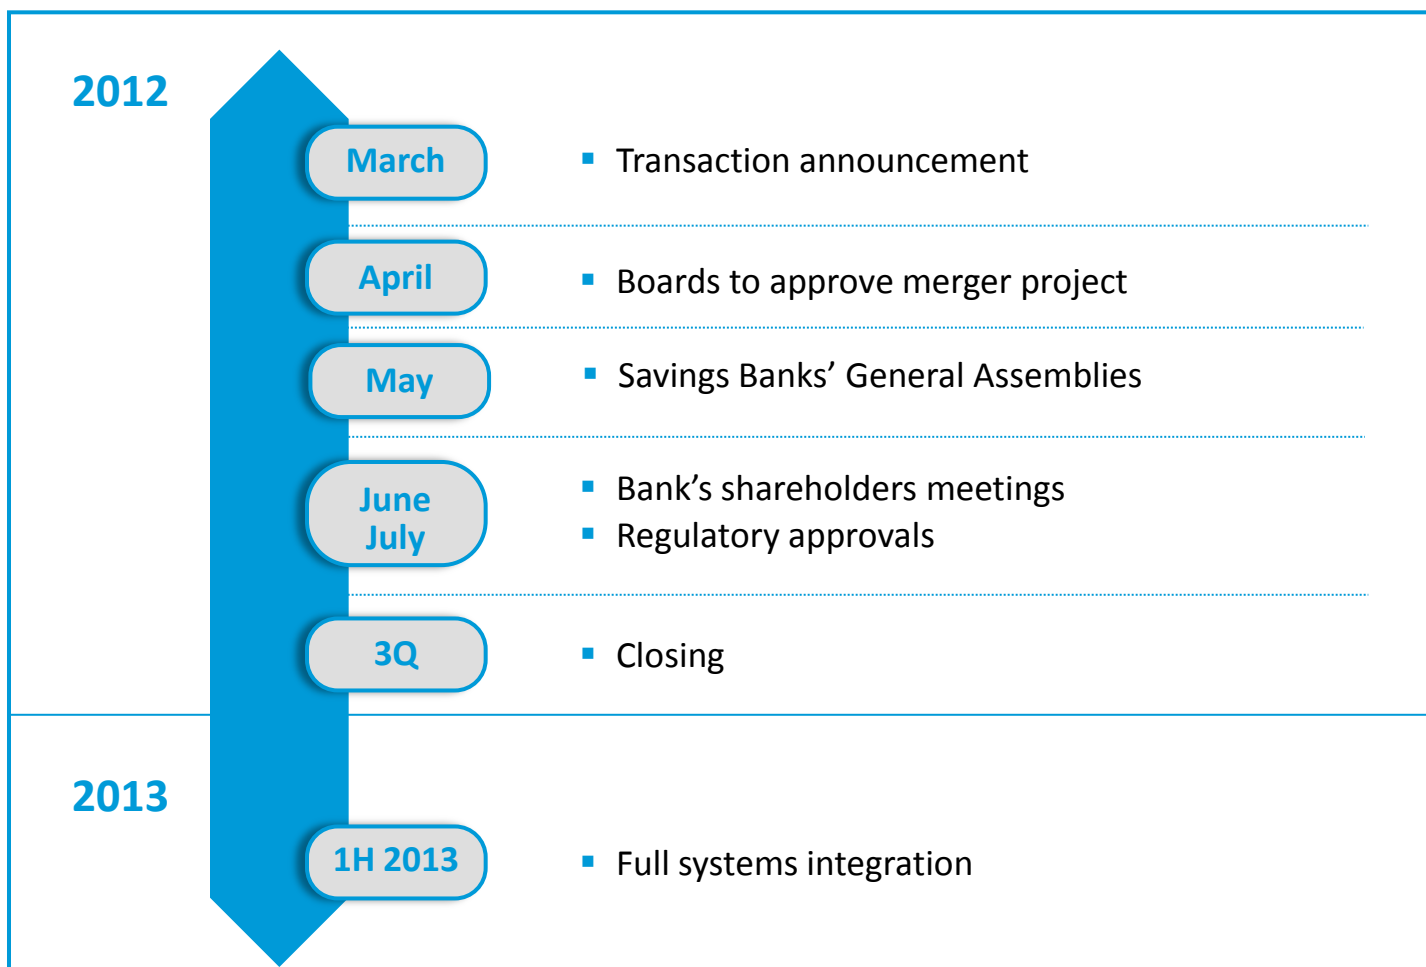 2012
March
▪ Transaction announcement
April
▪ Boards to approve merger project
May
▪ Savings Banks’ General Assemblies
June
July
▪ Bank’s shareholders meetings
▪ Regulatory approvals
3Q
▪ Closing
2013
1H 2013
▪ Full systems integration